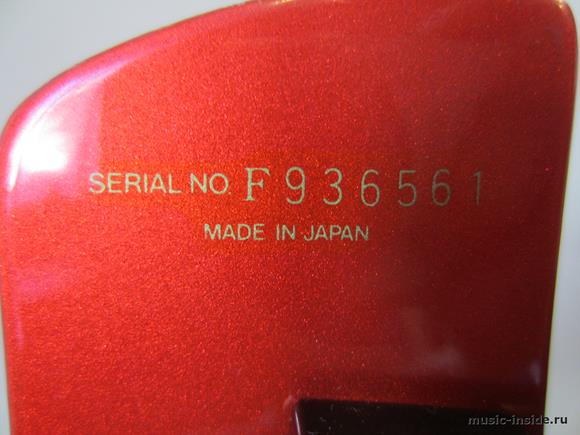 SERIAL NO. F936561
MADE IN JAPAN
music-inside.ru